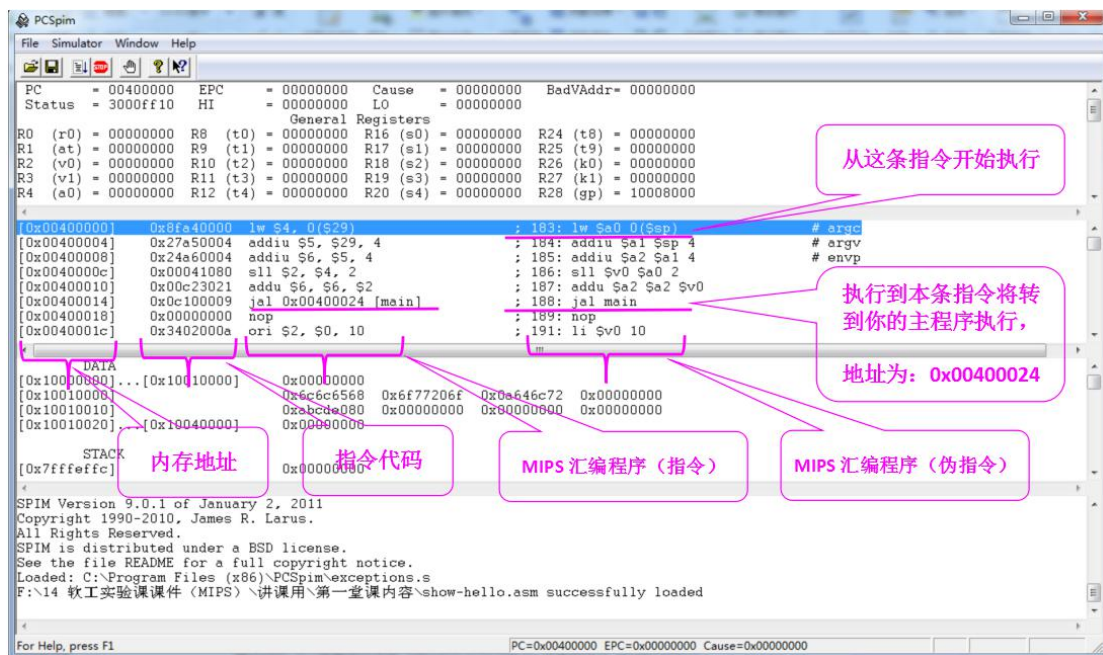 PCSpim
File Simulator Window Help
PC = 00400000 EPC = 00000000 Cause = 00000000 BadVAddr= 00000000
Status = 3000ff10 HI = 00000000 LO = 00000000
General Registers
R0 (r0) = 00000000 R8 (t0) = 00000000 R16 (s0) = 00000000 R24 (t8) = 00000000
R1 (at) = 00000000 R9 (t1) = 00000000 R17 (s1) = 00000000 R25 (t9) = 00000000
R2 (v0) = 00000000 R10 (t2) = 00000000 R18 (s2) = 00000000 R26 (k0) = 00000000
R3 (v1) = 00000000 R11 (t3) = 00000000 R19 (s3) = 00000000 R27 (k1) = 00000000
R4 (a0) = 00000000 R12 (t4) = 00000000 R20 (s4) = 00000000 R28 (gp) = 10008000
从这条指令开始执行
[0x00400000] 0x8fa40000 lw $4, 0($29) ; 183: lw $a0 0($sp) # argc
[0x00400004] 0x27a50004 addiu $5, $29, 4 ; 184: addiu $a1 $sp 4 # argv
[0x00400008] 0x24a60004 addiu $6, $5, 4 ; 185: addiu $a2 $a1 4 # envp
[0x0040000c] 0x00041080 sll $2, $4, 2 ; 186: sll $v0 $a0 2
[0x00400010] 0x00c23021 addu $6, $6, $2 ; 187: addu $a2 $a2 $v0
[0x00400014] 0x0c100009 jal 0x00400024 [main] ; 188: jal main
[0x00400018] 0x00000000 nop ; 189: nop
[0x0040001c] 0x3402000a ori $2, $0, 10 ; 191: li $v0 10
执行到本条指令将转
到你的主程序执行，
地址为：0x00400024
DATA
[0x10000000]...[0x10010000] 0x00000000
[0x10010000] 0x6c6c6568 0x6f77206f 0x0a646c72 0x00000000
[0x10010010] 0xabcde080 0x00000000 0x00000000 0x00000000
[0x10010020]...[0x10040000] 0x00000000
STACK
[0x7fffeffc] 0x00000000
内存地址
指令代码
MIPS 汇编程序（指令）
MIPS 汇编程序（伪指令）
SPIM Version 9.0.1 of January 2, 2011
Copyright 1990-2010, James R. Larus.
All Rights Reserved.
SPIM is distributed under a BSD license.
See the file README for a full copyright notice.
Loaded: C:\Program Files (x86)\PCSpim\exceptions.s
F:\14 软工实验课课件（MIPS）\讲课用\第一堂课内容\show-hello.asm successfully loaded
For Help, press F1
PC=0x00400000 EPC=0x00000000 Cause=0x00000000